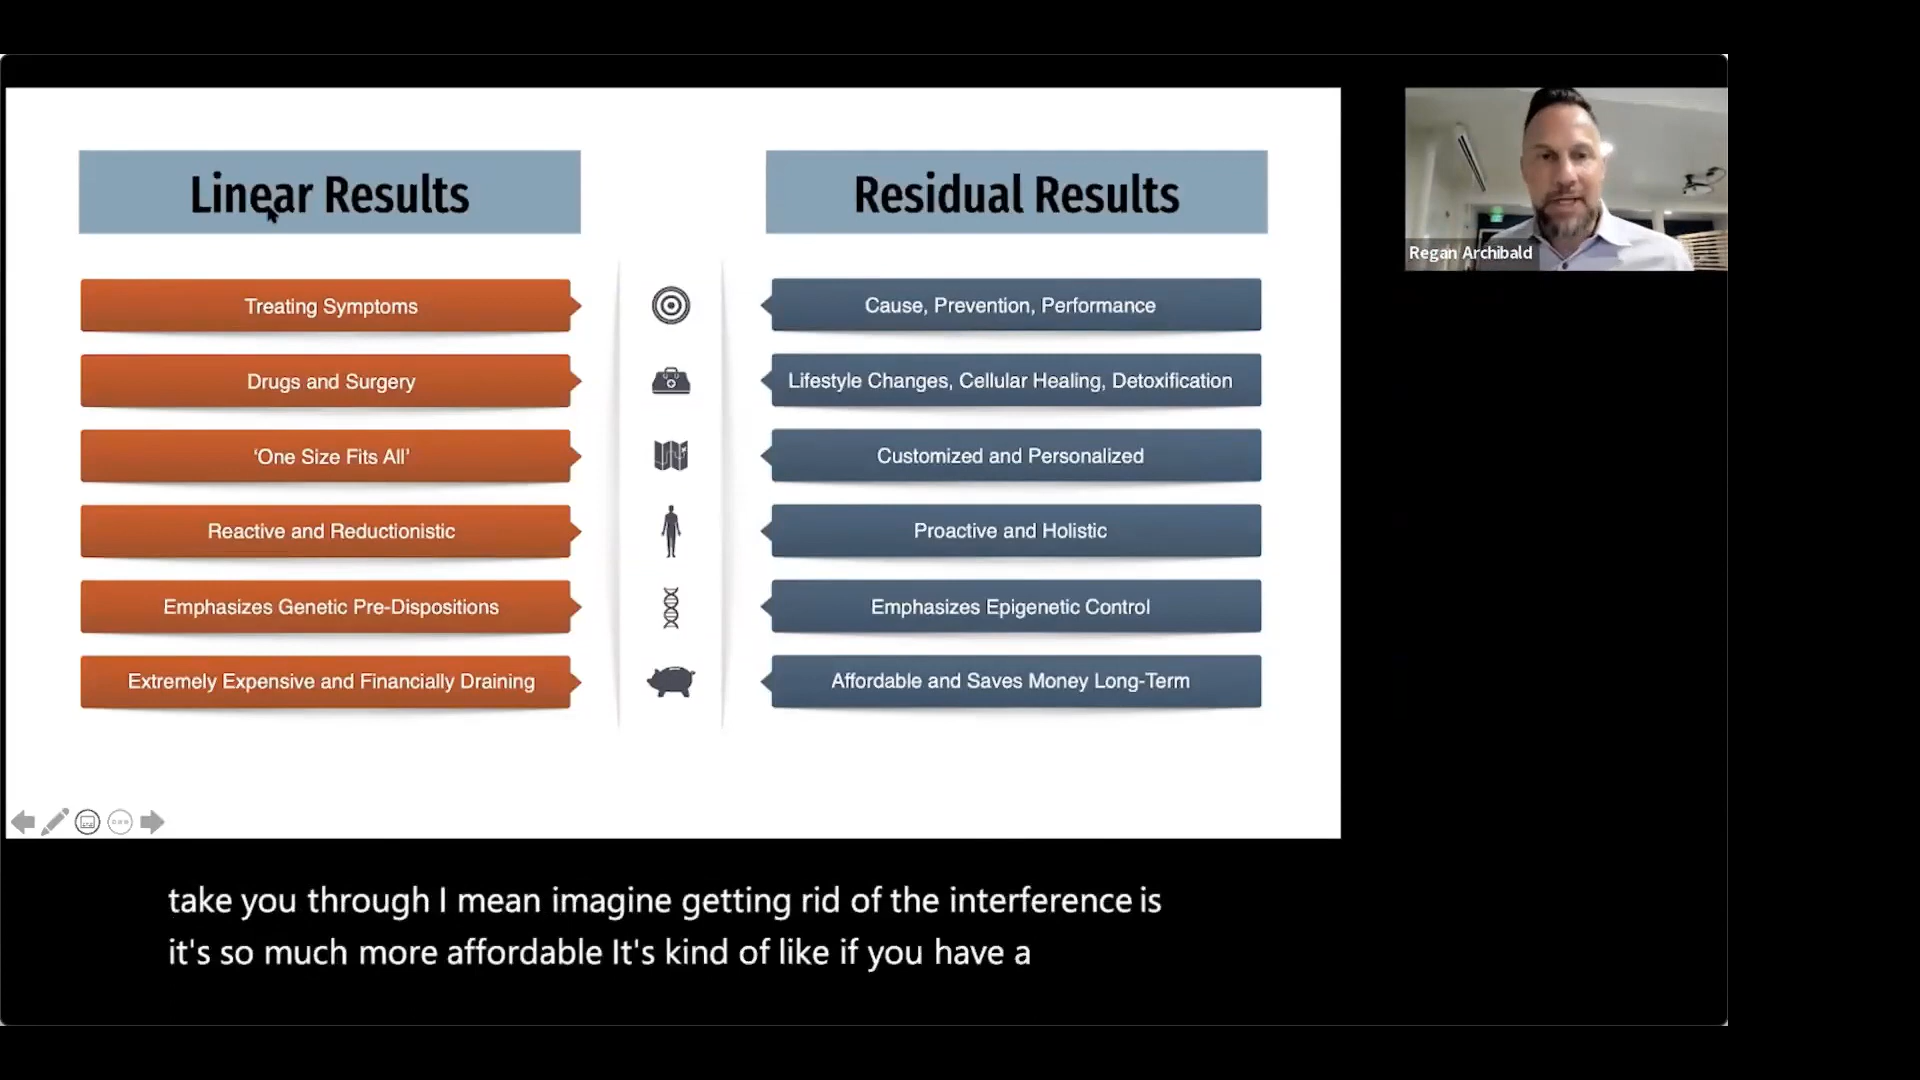 Linear Results
Residual Results
Treating Symptoms
Cause, Prevention, Performance
Drugs and Surgery
Lifestyle Changes, Cellular Healing, Detoxification
‘One Size Fits All’
Customized and Personalized
Reactive and Reductionistic
Proactive and Holistic
Emphasizes Genetic Pre-Dispositions
Emphasizes Epigenetic Control
Extremely Expensive and Financially Draining
Affordable and Saves Money Long-Term
Regan Archibald
take you through I mean imagine getting rid of the interference is
it's so much more affordable It's kind of like if you have a